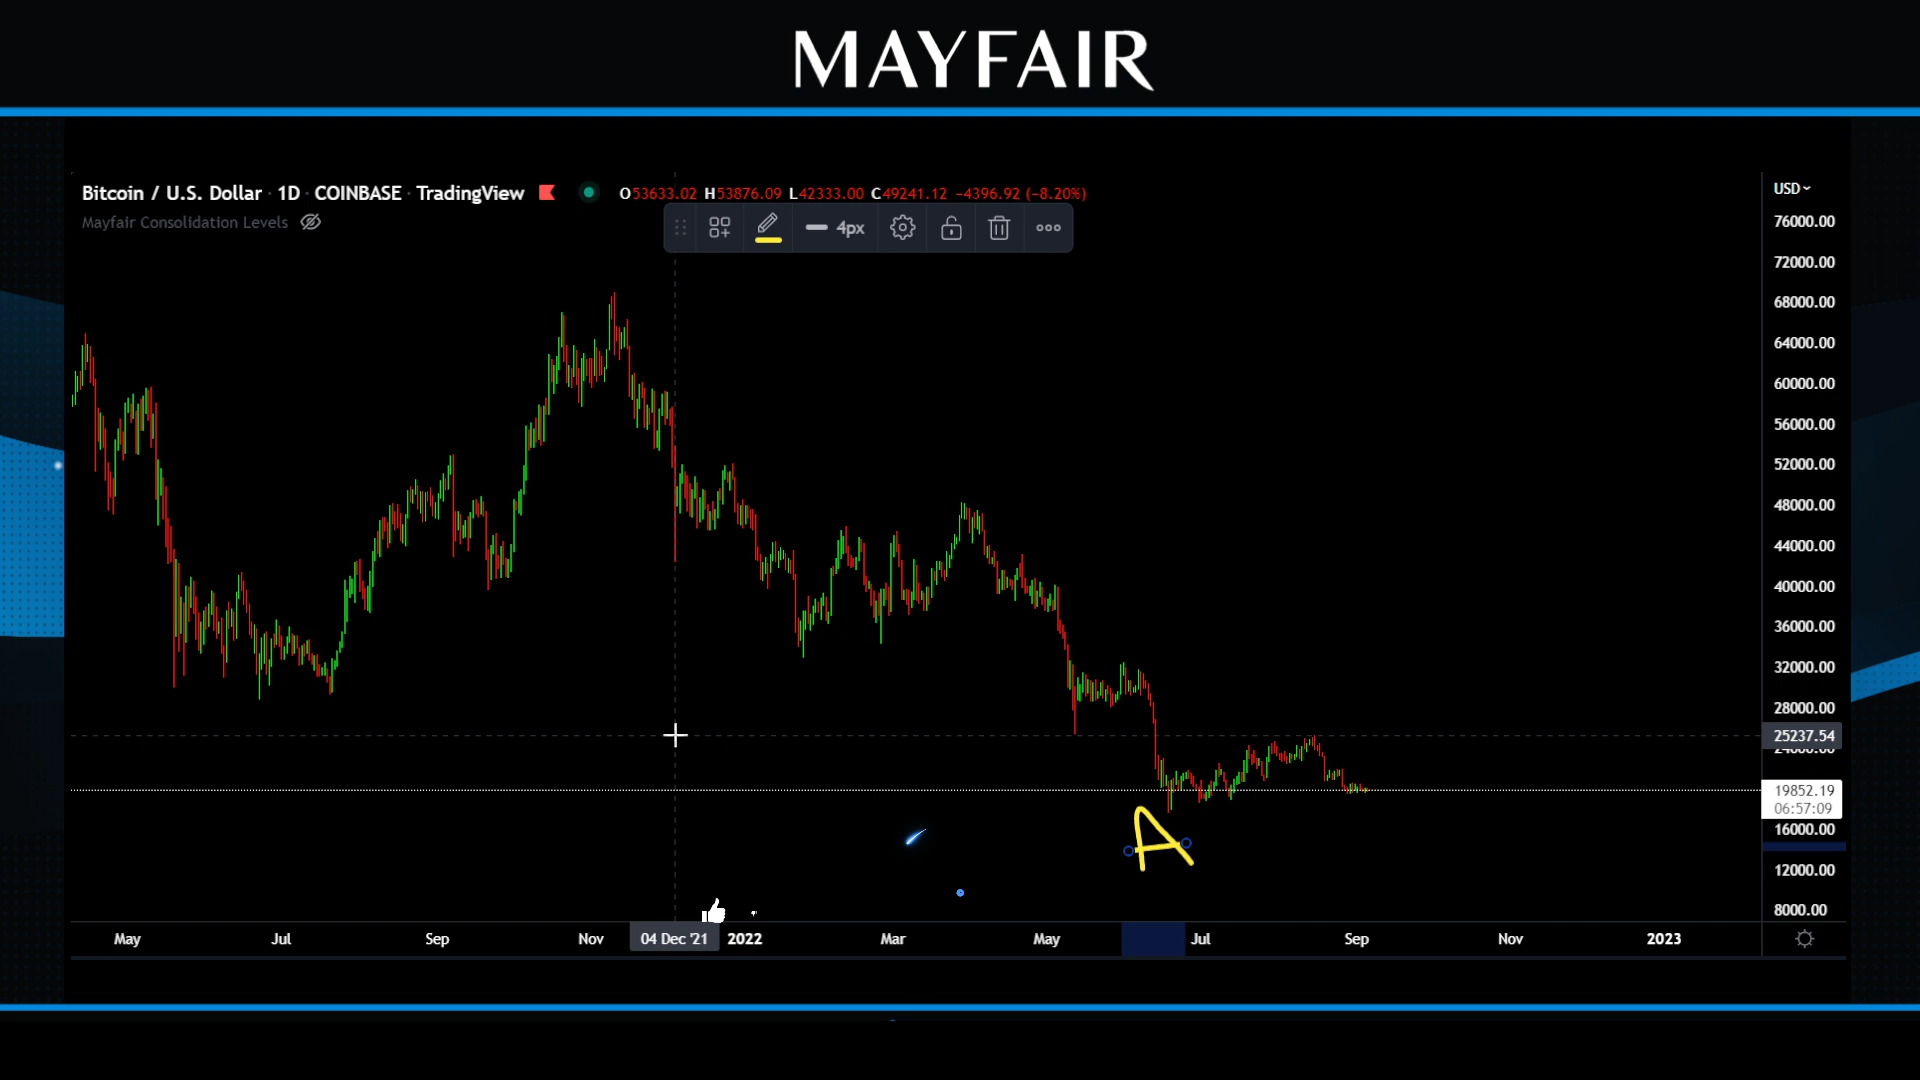 MAYFAIR
Bitcoin / U.S. Dollar · 1D · COINBASE · TradingView O53633.02 H53876.09 L42333.00 C49241.12 −4396.92 (−8.20%)
USD
Mayfair Consolidation Levels
4px
76000.00
72000.00
68000.00
64000.00
60000.00
56000.00
52000.00
48000.00
44000.00
40000.00
36000.00
32000.00
28000.00
25237.54
24000.00
19852.19
06:57:09
16000.00
12000.00
8000.00
A
May Jul Sep Nov 04 Dec '21 2022 Mar May Jul Sep Nov 2023